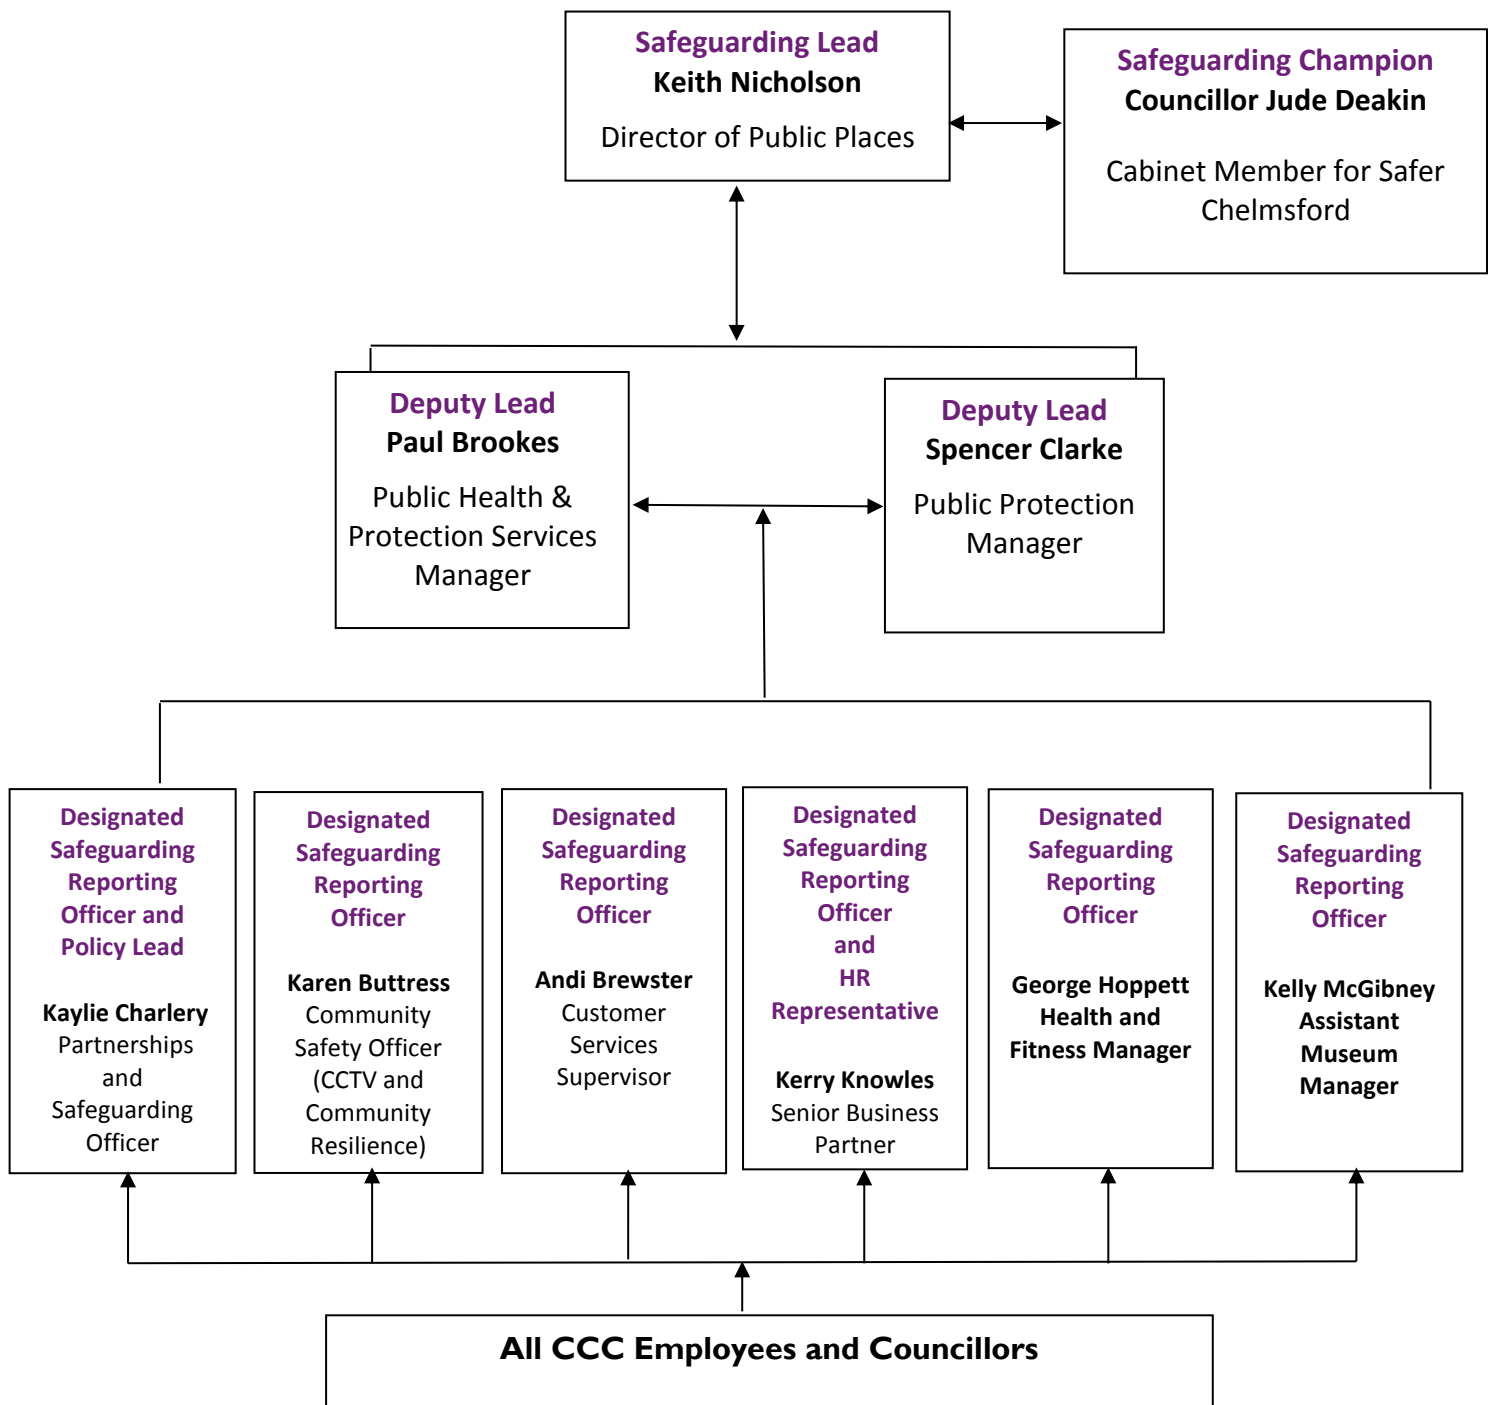 Safeguarding Lead
Keith Nicholson
Director of Public Places
Safeguarding Champion
Councillor Jude Deakin
Cabinet Member for Safer
Chelmsford
Deputy Lead
Paul Brookes
Public Health &
Protection Services
Manager
Deputy Lead
Spencer Clarke
Public Protection
Manager
Designated
Safeguarding
Reporting
Officer and
Policy Lead
Kaylie Charlery
Partnerships
and
Safeguarding
Officer
Designated
Safeguarding
Reporting
Officer
Karen Buttress
Community
Safety Officer
(CCTV and
Community
Resilience)
Designated
Safeguarding
Reporting
Officer
Andi Brewster
Customer
Services
Supervisor
Designated
Safeguarding
Reporting
Officer
and
HR
Representative
Kerry Knowles
Senior Business
Partner
Designated
Safeguarding
Reporting
Officer
George Hoppett
Health and
Fitness Manager
Designated
Safeguarding
Reporting
Officer
Kelly McGibney
Assistant
Museum
Manager
All CCC Employees and Councillors